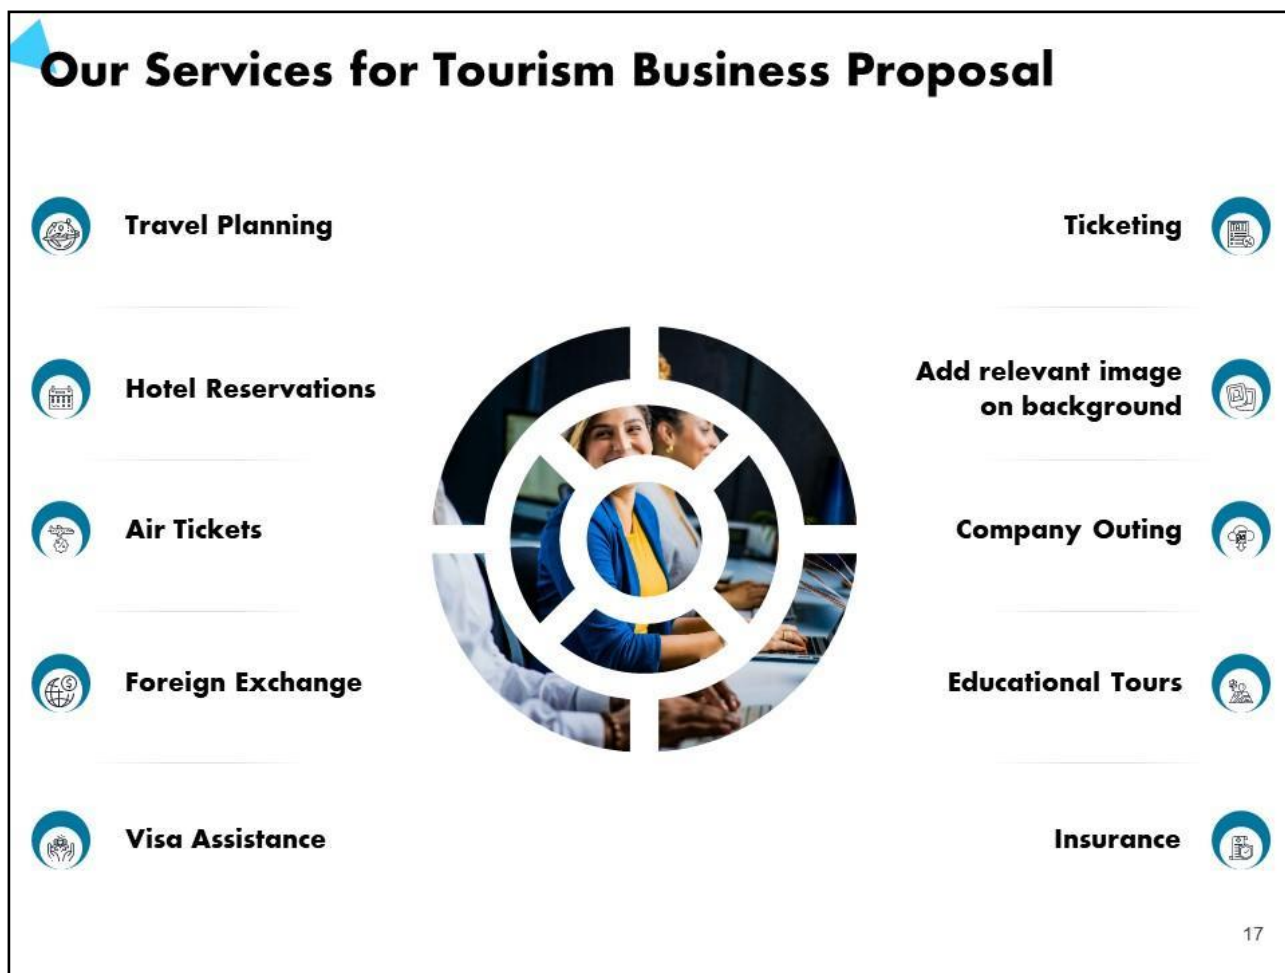 Our Services for Tourism Business Proposal
Travel Planning
Hotel Reservations
Air Tickets
Foreign Exchange
Visa Assistance
Ticketing
Add relevant image
on background
Company Outing
Educational Tours
Insurance
17